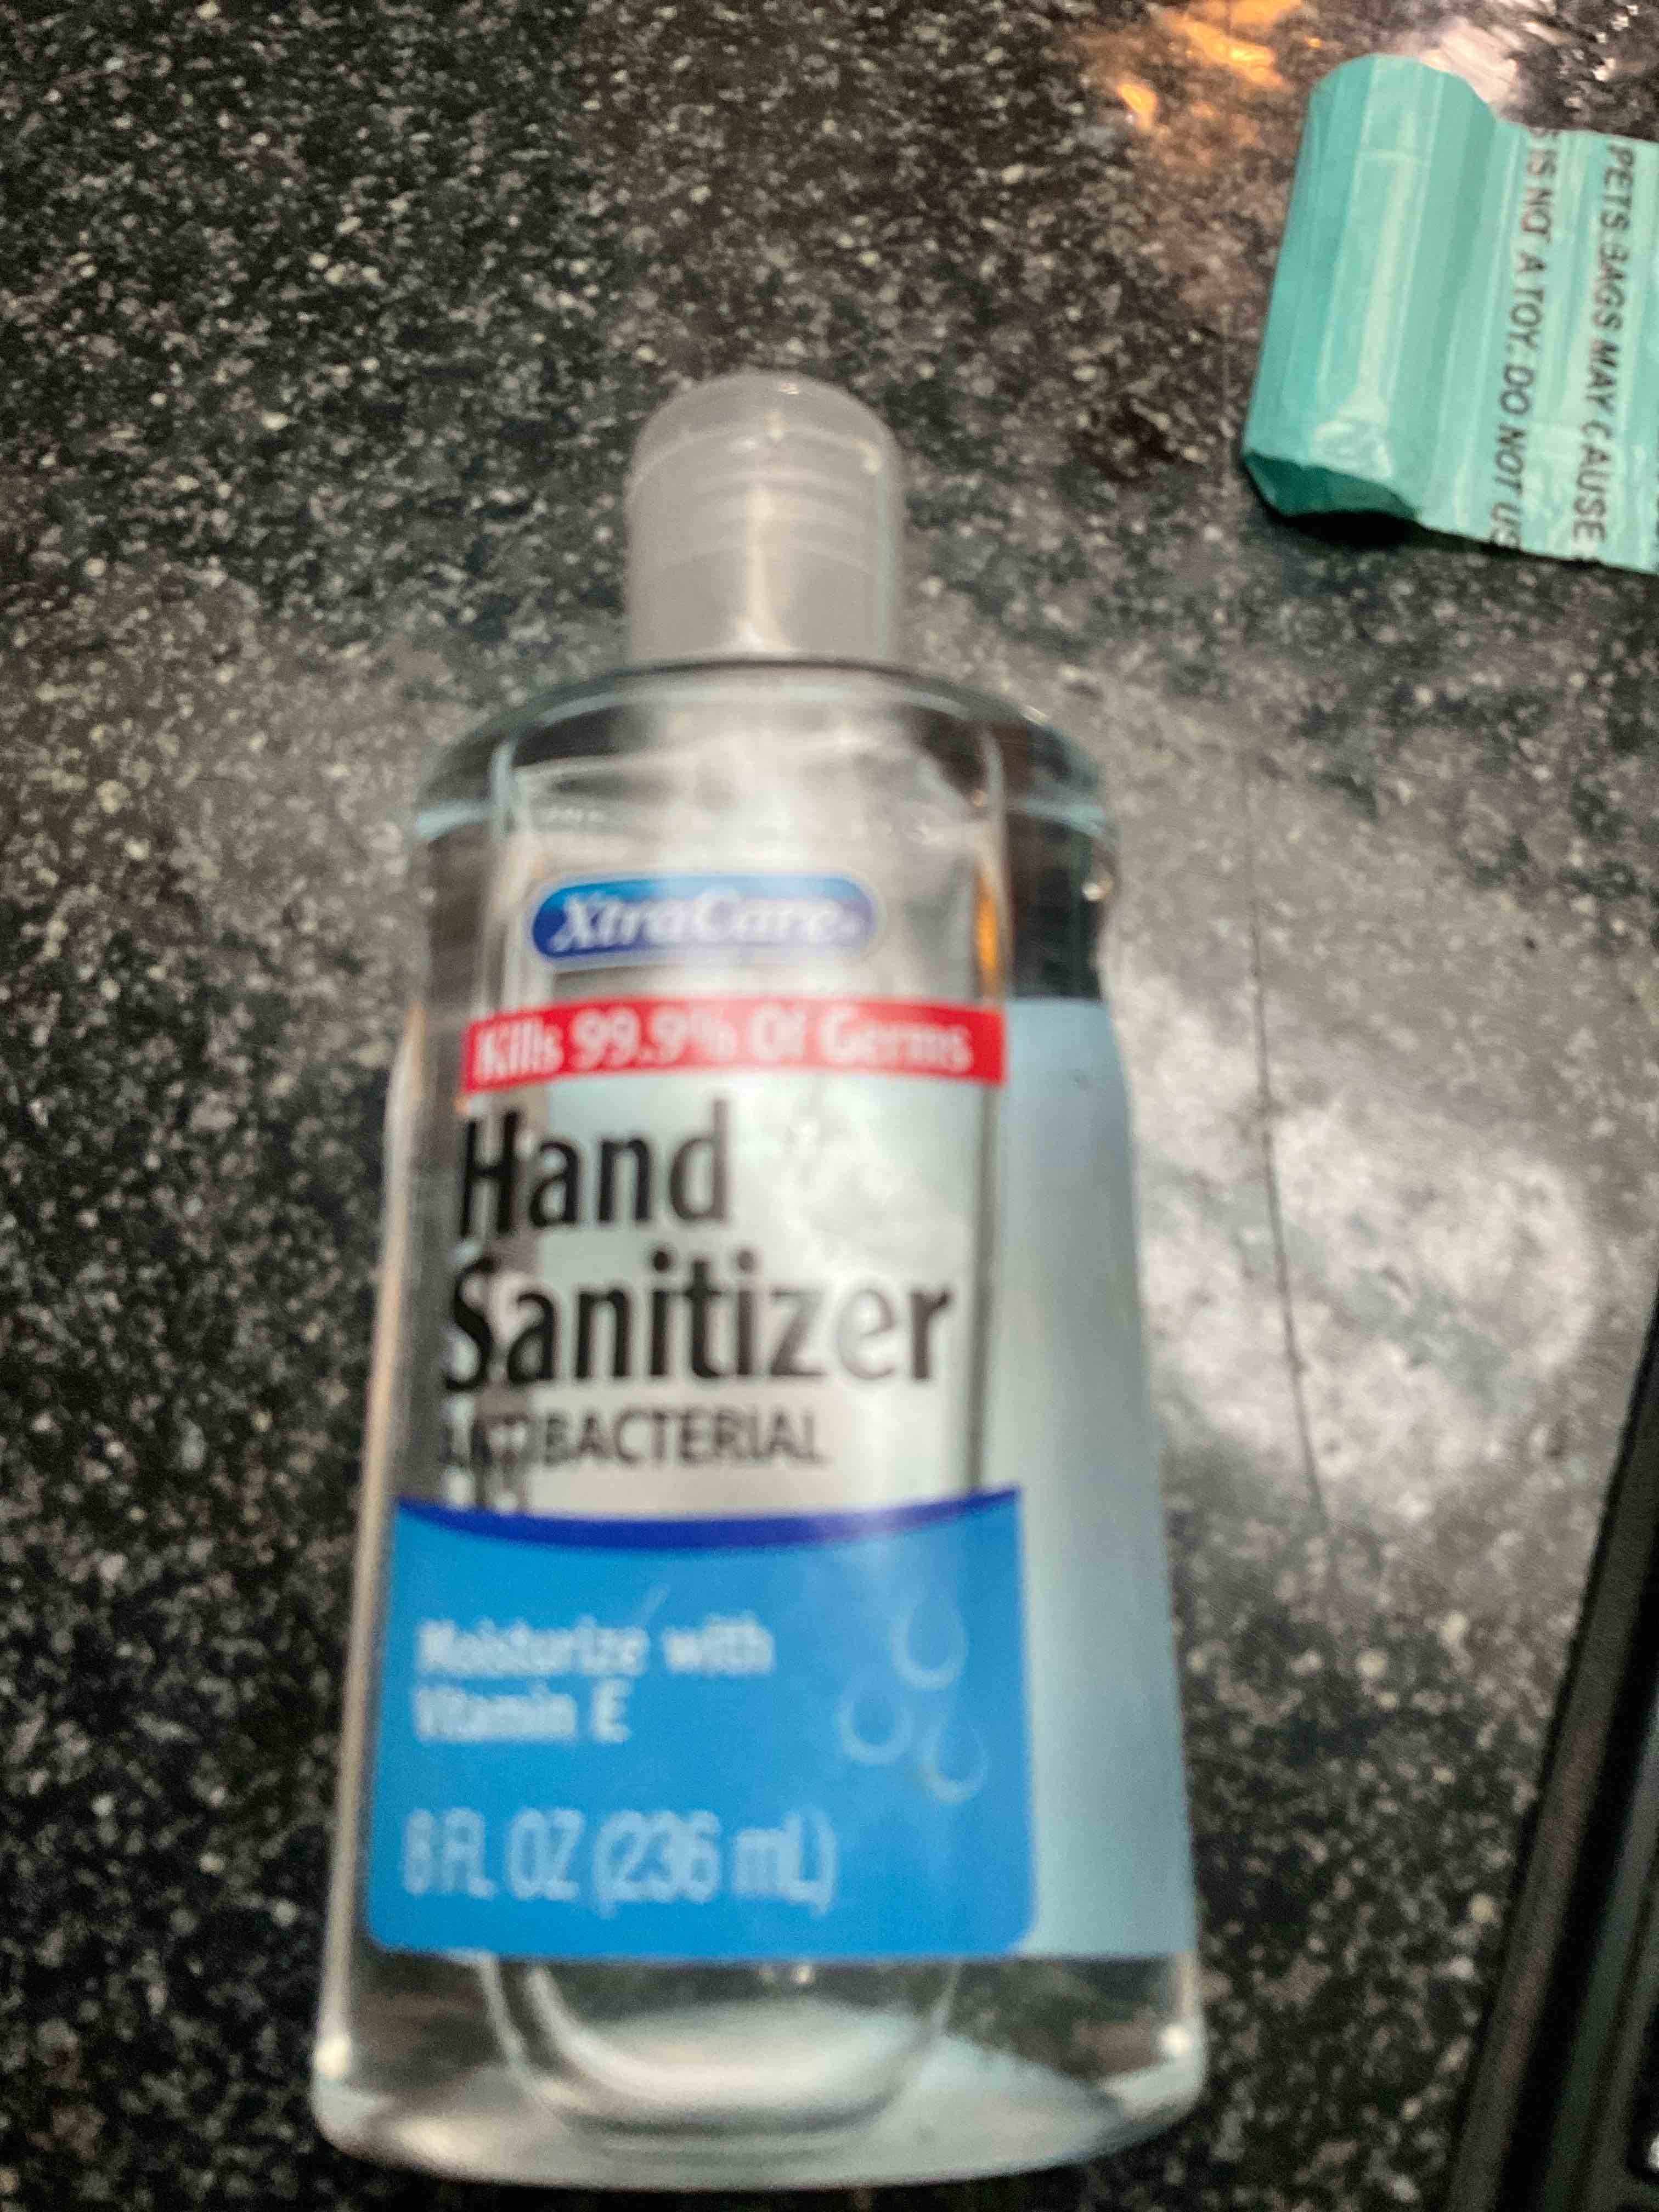 XtraCare
Kills 99.9% Of Germs
Hand
Sanitizer
ANTIBACTERIAL
Moisturize with
Vitamin E
8 FL OZ (236 mL)
PETS BAGS MAY CAUSE
IS NOT A TOY. DO NOT